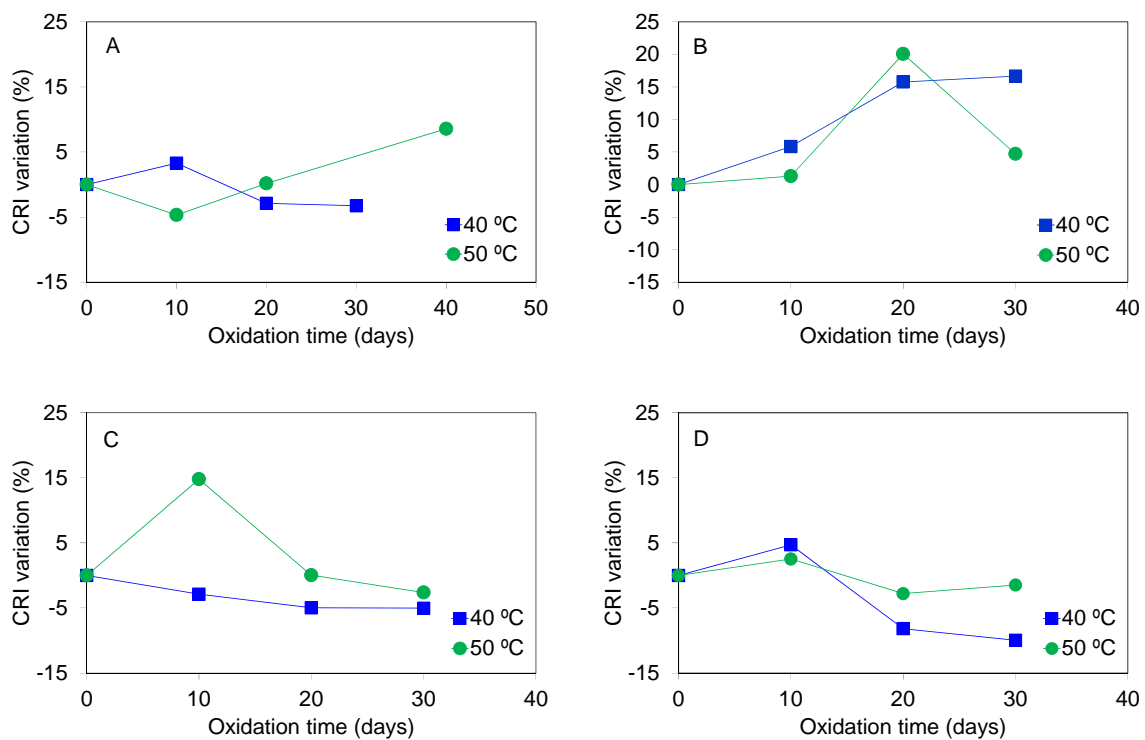 A
CRI variation (%)
25
15
5
-5
-15
0 10 20 30 40 50
Oxidation time (days)
40 ºC
50 ºC
B
CRI variation (%)
25
20
15
10
5
0
-5
-10
-15
0 10 20 30 40
Oxidation time (days)
40 ºC
50 ºC
C
CRI variation (%)
25
15
5
-5
-15
0 10 20 30 40
Oxidation time (days)
40 ºC
50 ºC
D
CRI variation (%)
25
15
5
-5
-15
0 10 20 30 40
Oxidation time (days)
40 ºC
50 ºC